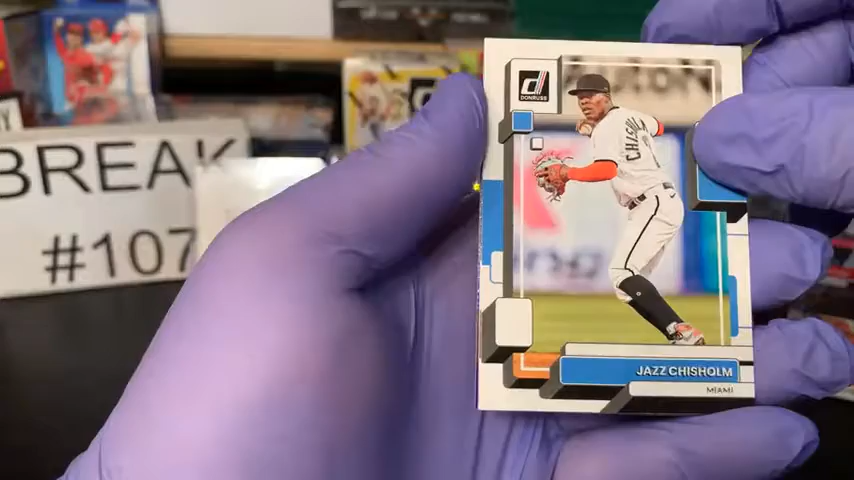 BREAK
#107
DONRUSS
CHISHOLM
JAZZ CHISHOLM
MIAMI